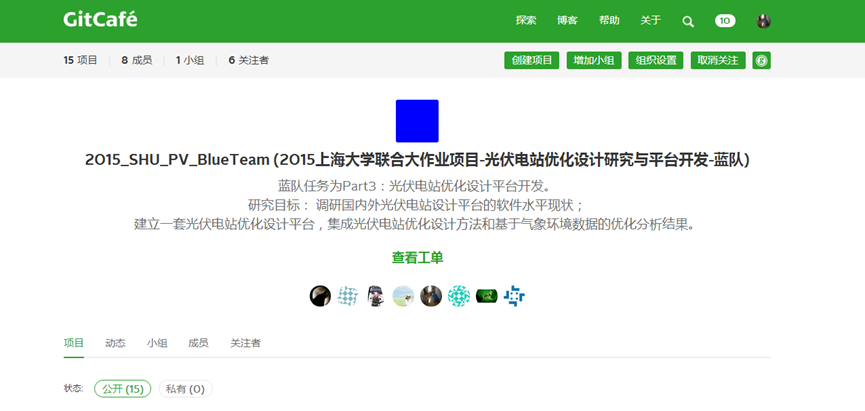 GitCafé
探索 博客 帮助 关于 10
15 项目 8 成员 1 小组 6 关注者 创建项目 增加小组 组织设置 取消关注
2015_SHU_PV_BlueTeam (2015上海大学联合大作业项目-光伏电站优化设计研究与平台开发-蓝队)
蓝队任务为Part3：光伏电站优化设计平台开发。
研究目标： 调研国内外光伏电站设计平台的软件水平现状；
建立一套光伏电站优化设计平台，集成光伏电站优化设计方法和基于气象环境数据的优化分析结果。
查看工单
项目 动态 小组 成员 关注者
状态: 公开 (15) 私有 (0)